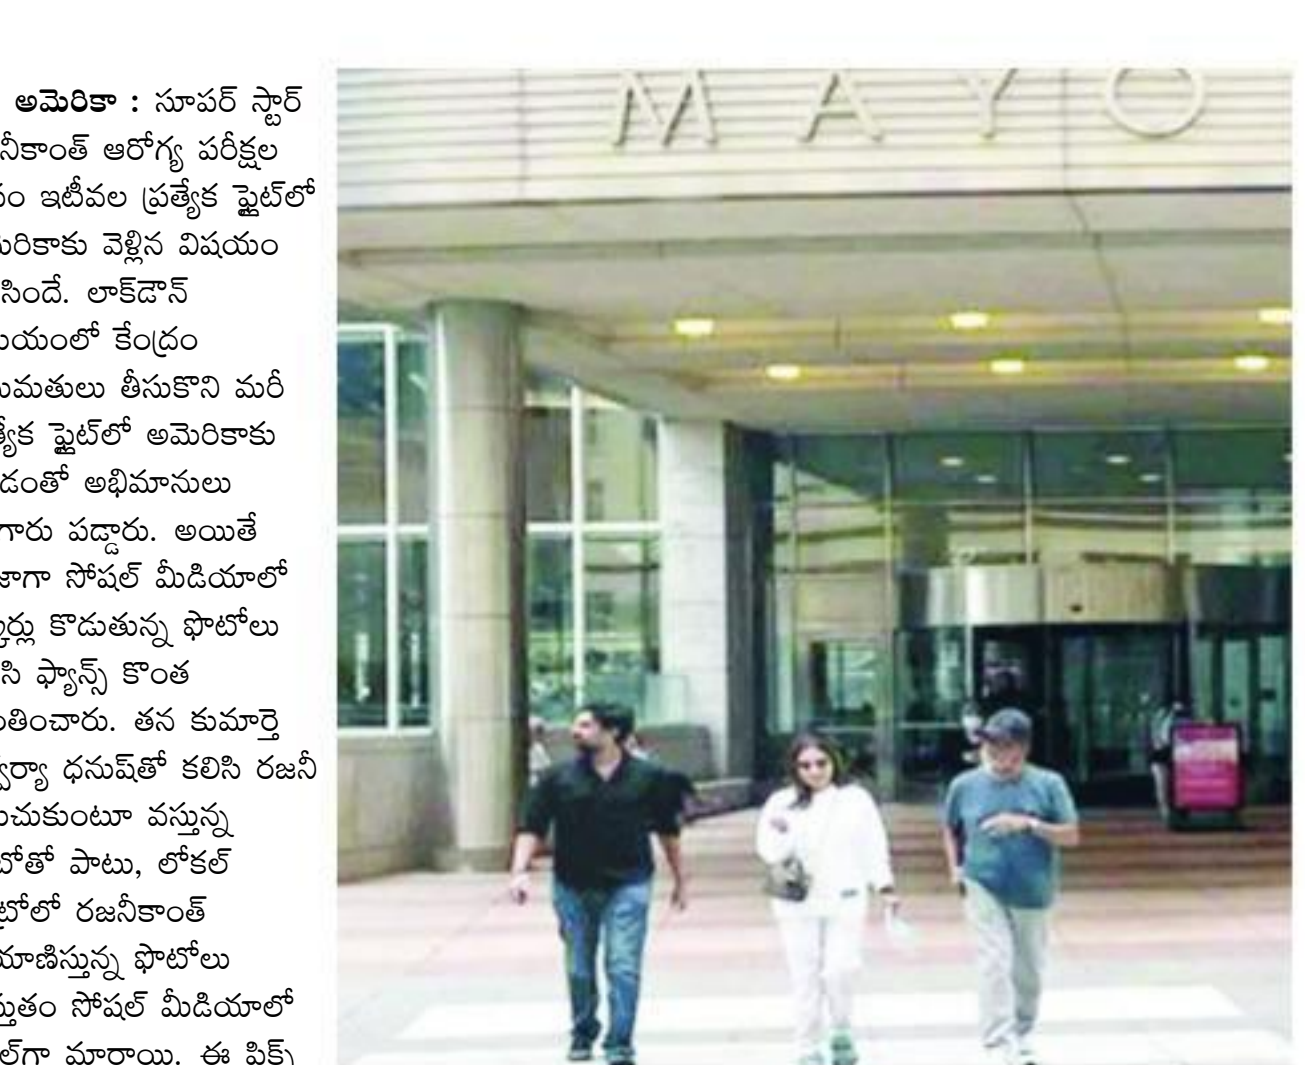 అమెరికా : సూపర్ స్టార్
నీకాంత్ ఆరోగ్య పరీక్షల
ఇటీవల ప్రత్యేక ఫ్లైట్‌లో
రికాకు వెళ్లిన విషయం
సిందే. లాక్‌డౌన్
యంలో కేంద్రం
మతులు తీసుకొని మరీ
త్యేక ఫ్లైట్‌లో అమెరికాకు
డంతో అభిమానులు
గారు పడ్డారు. అయితే
జాగా సోషల్ మీడియాలో
కొడుతున్న ఫొటోలు
సి ఫ్యాన్స్ కొంత
తించారు. తన కుమార్తె
ర్యా ధనుష్‌తో కలిసి రజనీ
చుకుంటూ వస్తున్న
టోతో పాటు, లోకల్
ట్రోలో రజనీకాంత్
యాణిస్తున్న ఫొటోలు
స్తుతం సోషల్ మీడియాలో
ల్‌గా మారాయి. ఈ పిక్స్
MAYO